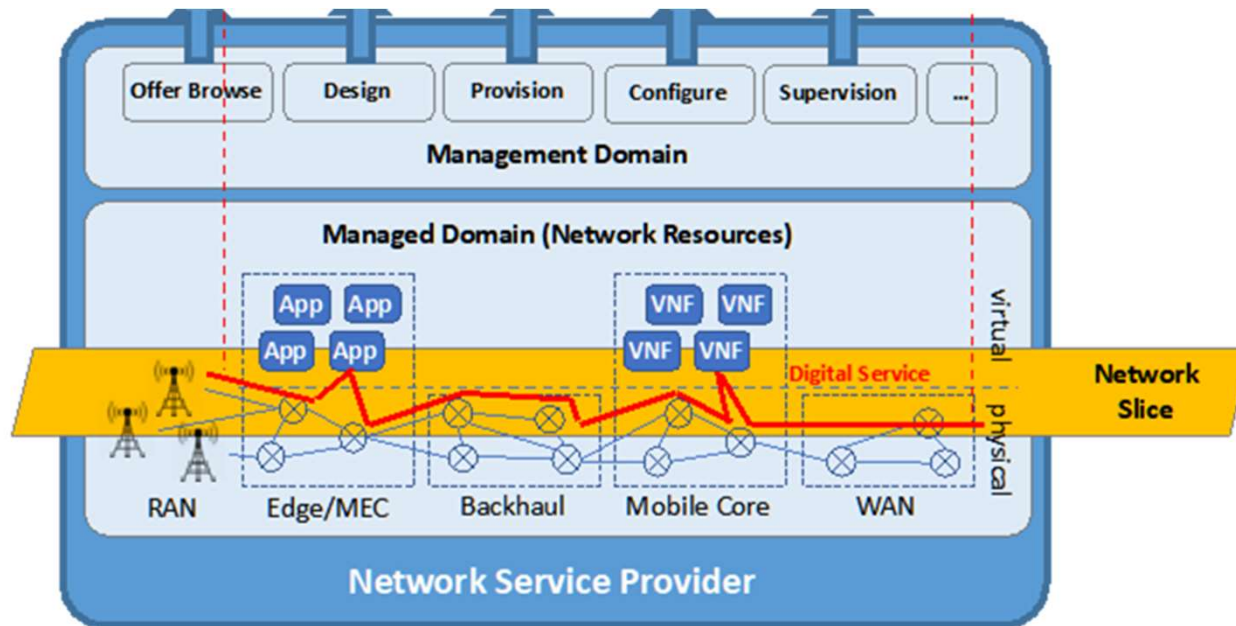 Offer Browse
Design
Provision
Configure
Supervision
...
Management Domain
Managed Domain (Network Resources)
App
App
App
App
VNF
VNF
VNF
VNF
virtual
physical
Digital Service
Network
Slice
RAN
Edge/MEC
Backhaul
Mobile Core
WAN
Network Service Provider